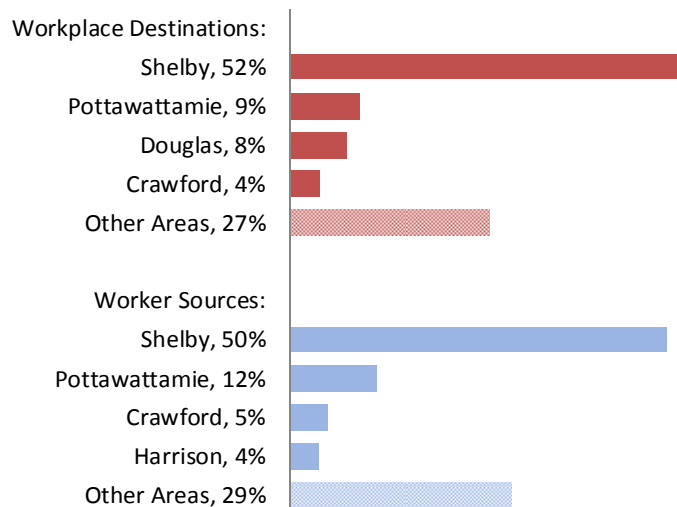 Workplace Destinations:
Shelby, 52%
Pottawattamie, 9%
Douglas, 8%
Crawford, 4%
Other Areas, 27%
Worker Sources:
Shelby, 50%
Pottawattamie, 12%
Crawford, 5%
Harrison, 4%
Other Areas, 29%